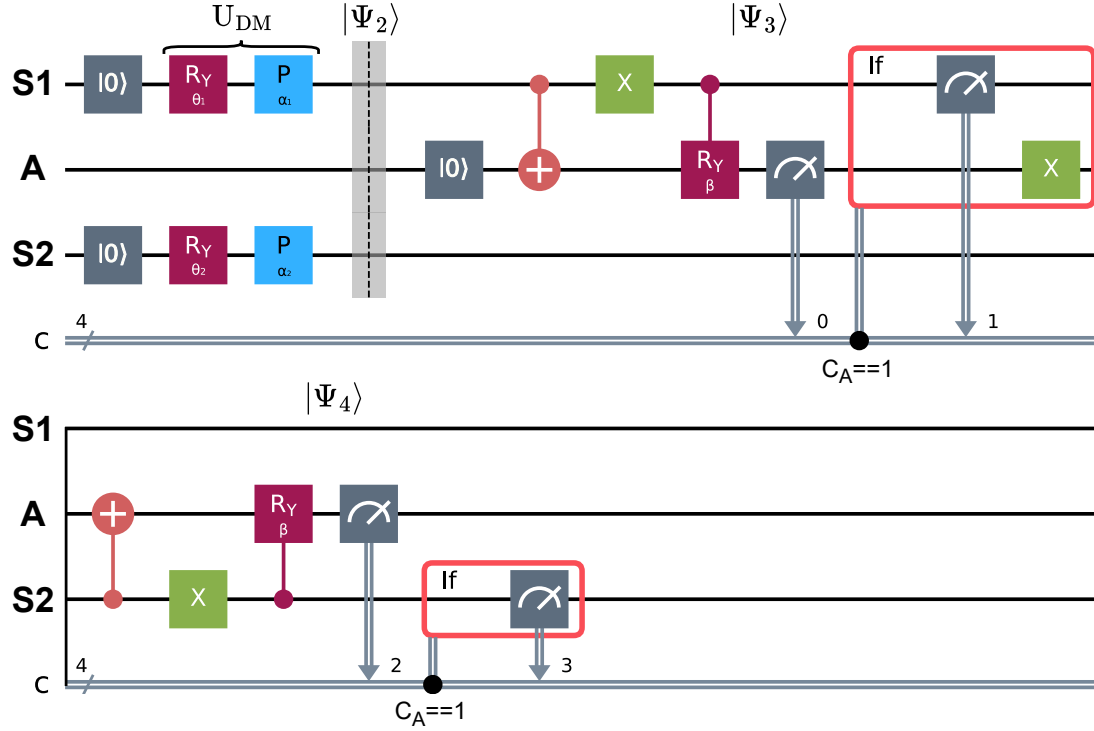 U_DM |Ψ₂⟩ |Ψ₃⟩
S1 |0⟩ R_Y θ₁ P α₁ X If
A |0⟩ R_Y β X
S2 |0⟩ R_Y θ₂ P α₂
c 4 0 1
C_A==1
|Ψ₄⟩
S1
A R_Y β
S2 X If
c 4 2 3
C_A==1